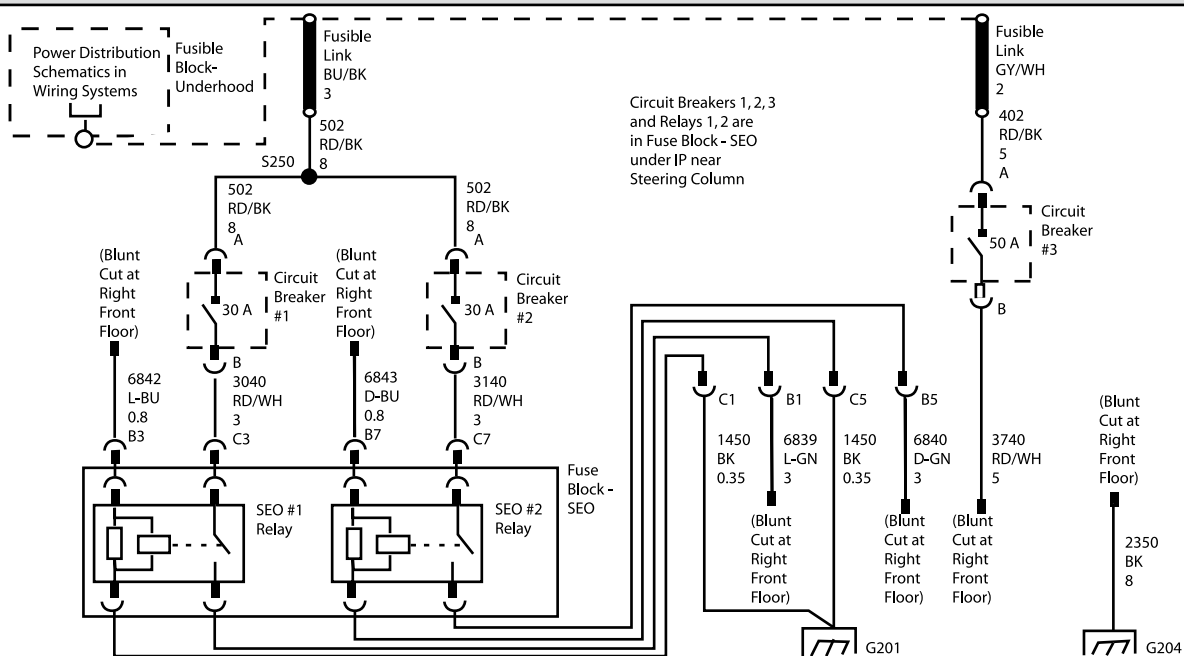 Power Distribution
Schematics in
Wiring Systems
Fusible
Block-
Underhood
Fusible
Link
BU/BK
3
502
RD/BK
8
S250
Circuit Breakers 1, 2, 3
and Relays 1, 2 are
in Fuse Block - SEO
under IP near
Steering Column
Fusible
Link
GY/WH
2
402
RD/BK
5
A
Circuit
Breaker
#3
50 A
B
502
RD/BK
8
A
502
RD/BK
8
A
(Blunt
Cut at
Right
Front
Floor)
30 A
Circuit
Breaker
#1
(Blunt
Cut at
Right
Front
Floor)
30 A
Circuit
Breaker
#2
6842
L-BU
0.8
B3
B
3040
RD/WH
3
C3
6843
D-BU
0.8
B7
B
3140
RD/WH
3
C7
C1
B1
C5
B5
1450
BK
0.35
6839
L-GN
3
1450
BK
0.35
6840
D-GN
3
3740
RD/WH
5
(Blunt
Cut at
Right
Front
Floor)
Fuse
Block -
SEO
SEO #1
Relay
SEO #2
Relay
(Blunt
Cut at
Right
Front
Floor)
(Blunt
Cut at
Right
Front
Floor)
(Blunt
Cut at
Right
Front
Floor)
2350
BK
8
G201
G204